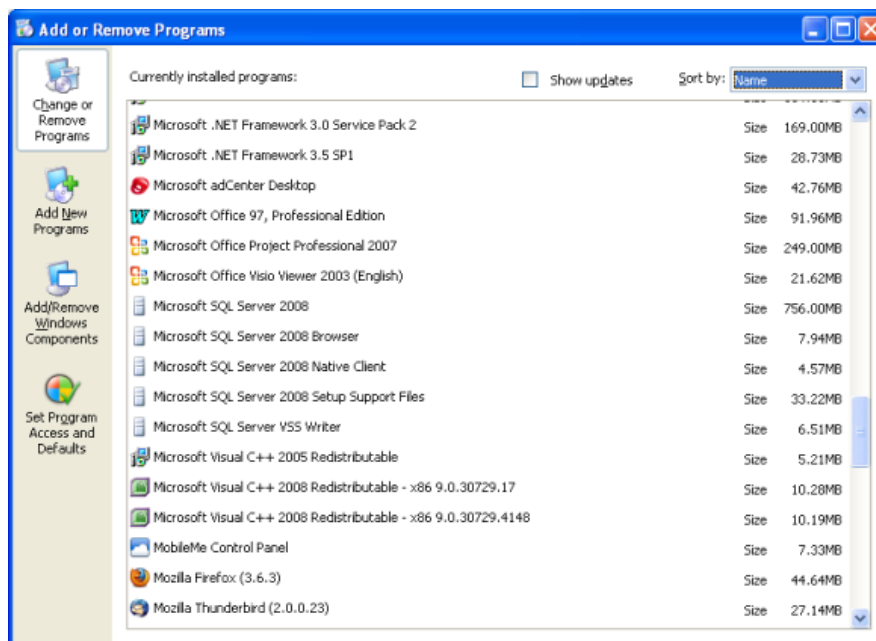 Add or Remove Programs
Change or
Remove
Programs
Add New
Programs
Add/Remove
Windows
Components
Set Program
Access and
Defaults
Currently installed programs:
Show updates
Sort by: Name
Microsoft .NET Framework 3.0 Service Pack 2 Size 169.00MB
Microsoft .NET Framework 3.5 SP1 Size 28.73MB
Microsoft adCenter Desktop Size 42.76MB
Microsoft Office 97, Professional Edition Size 91.96MB
Microsoft Office Project Professional 2007 Size 249.00MB
Microsoft Office Visio Viewer 2003 (English) Size 21.62MB
Microsoft SQL Server 2008 Size 756.00MB
Microsoft SQL Server 2008 Browser Size 7.94MB
Microsoft SQL Server 2008 Native Client Size 4.57MB
Microsoft SQL Server 2008 Setup Support Files Size 33.22MB
Microsoft SQL Server VSS Writer Size 6.51MB
Microsoft Visual C++ 2005 Redistributable Size 5.21MB
Microsoft Visual C++ 2008 Redistributable - x86 9.0.30729.17 Size 10.28MB
Microsoft Visual C++ 2008 Redistributable - x86 9.0.30729.4148 Size 10.19MB
MobileMe Control Panel Size 7.33MB
Mozilla Firefox (3.6.3) Size 44.64MB
Mozilla Thunderbird (2.0.0.23) Size 27.14MB